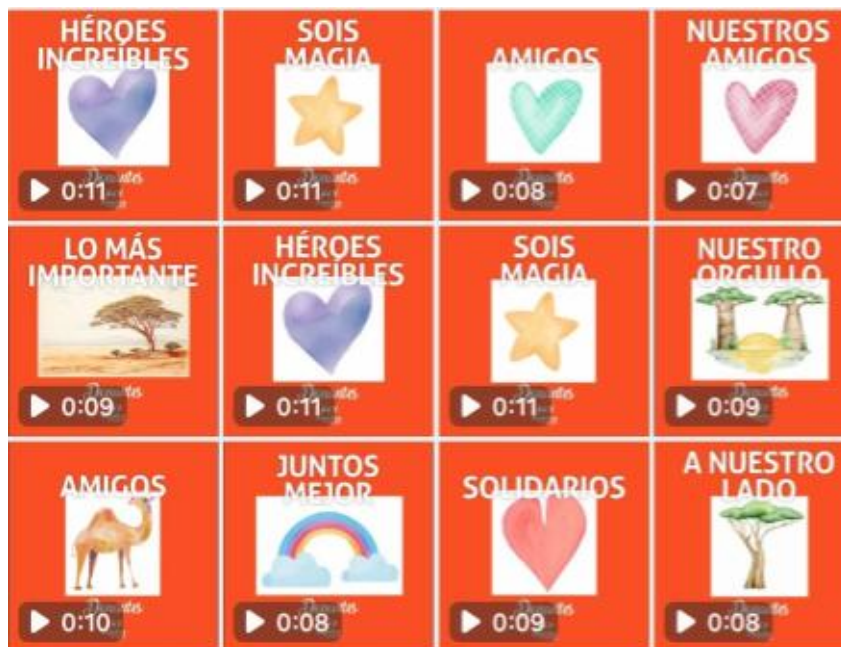 HÉROES
INCREÍBLES
0:11
SOIS
MAGIA
0:11
AMIGOS
0:08
NUESTROS
AMIGOS
0:07
LO MÁS
IMPORTANTE
0:09
HÉROES
INCREÍBLES
0:11
SOIS
MAGIA
0:11
NUESTRO
ORGULLO
0:09
AMIGOS
0:10
JUNTOS
MEJOR
0:08
SOLIDARIOS
0:09
A NUESTRO
LADO
0:08